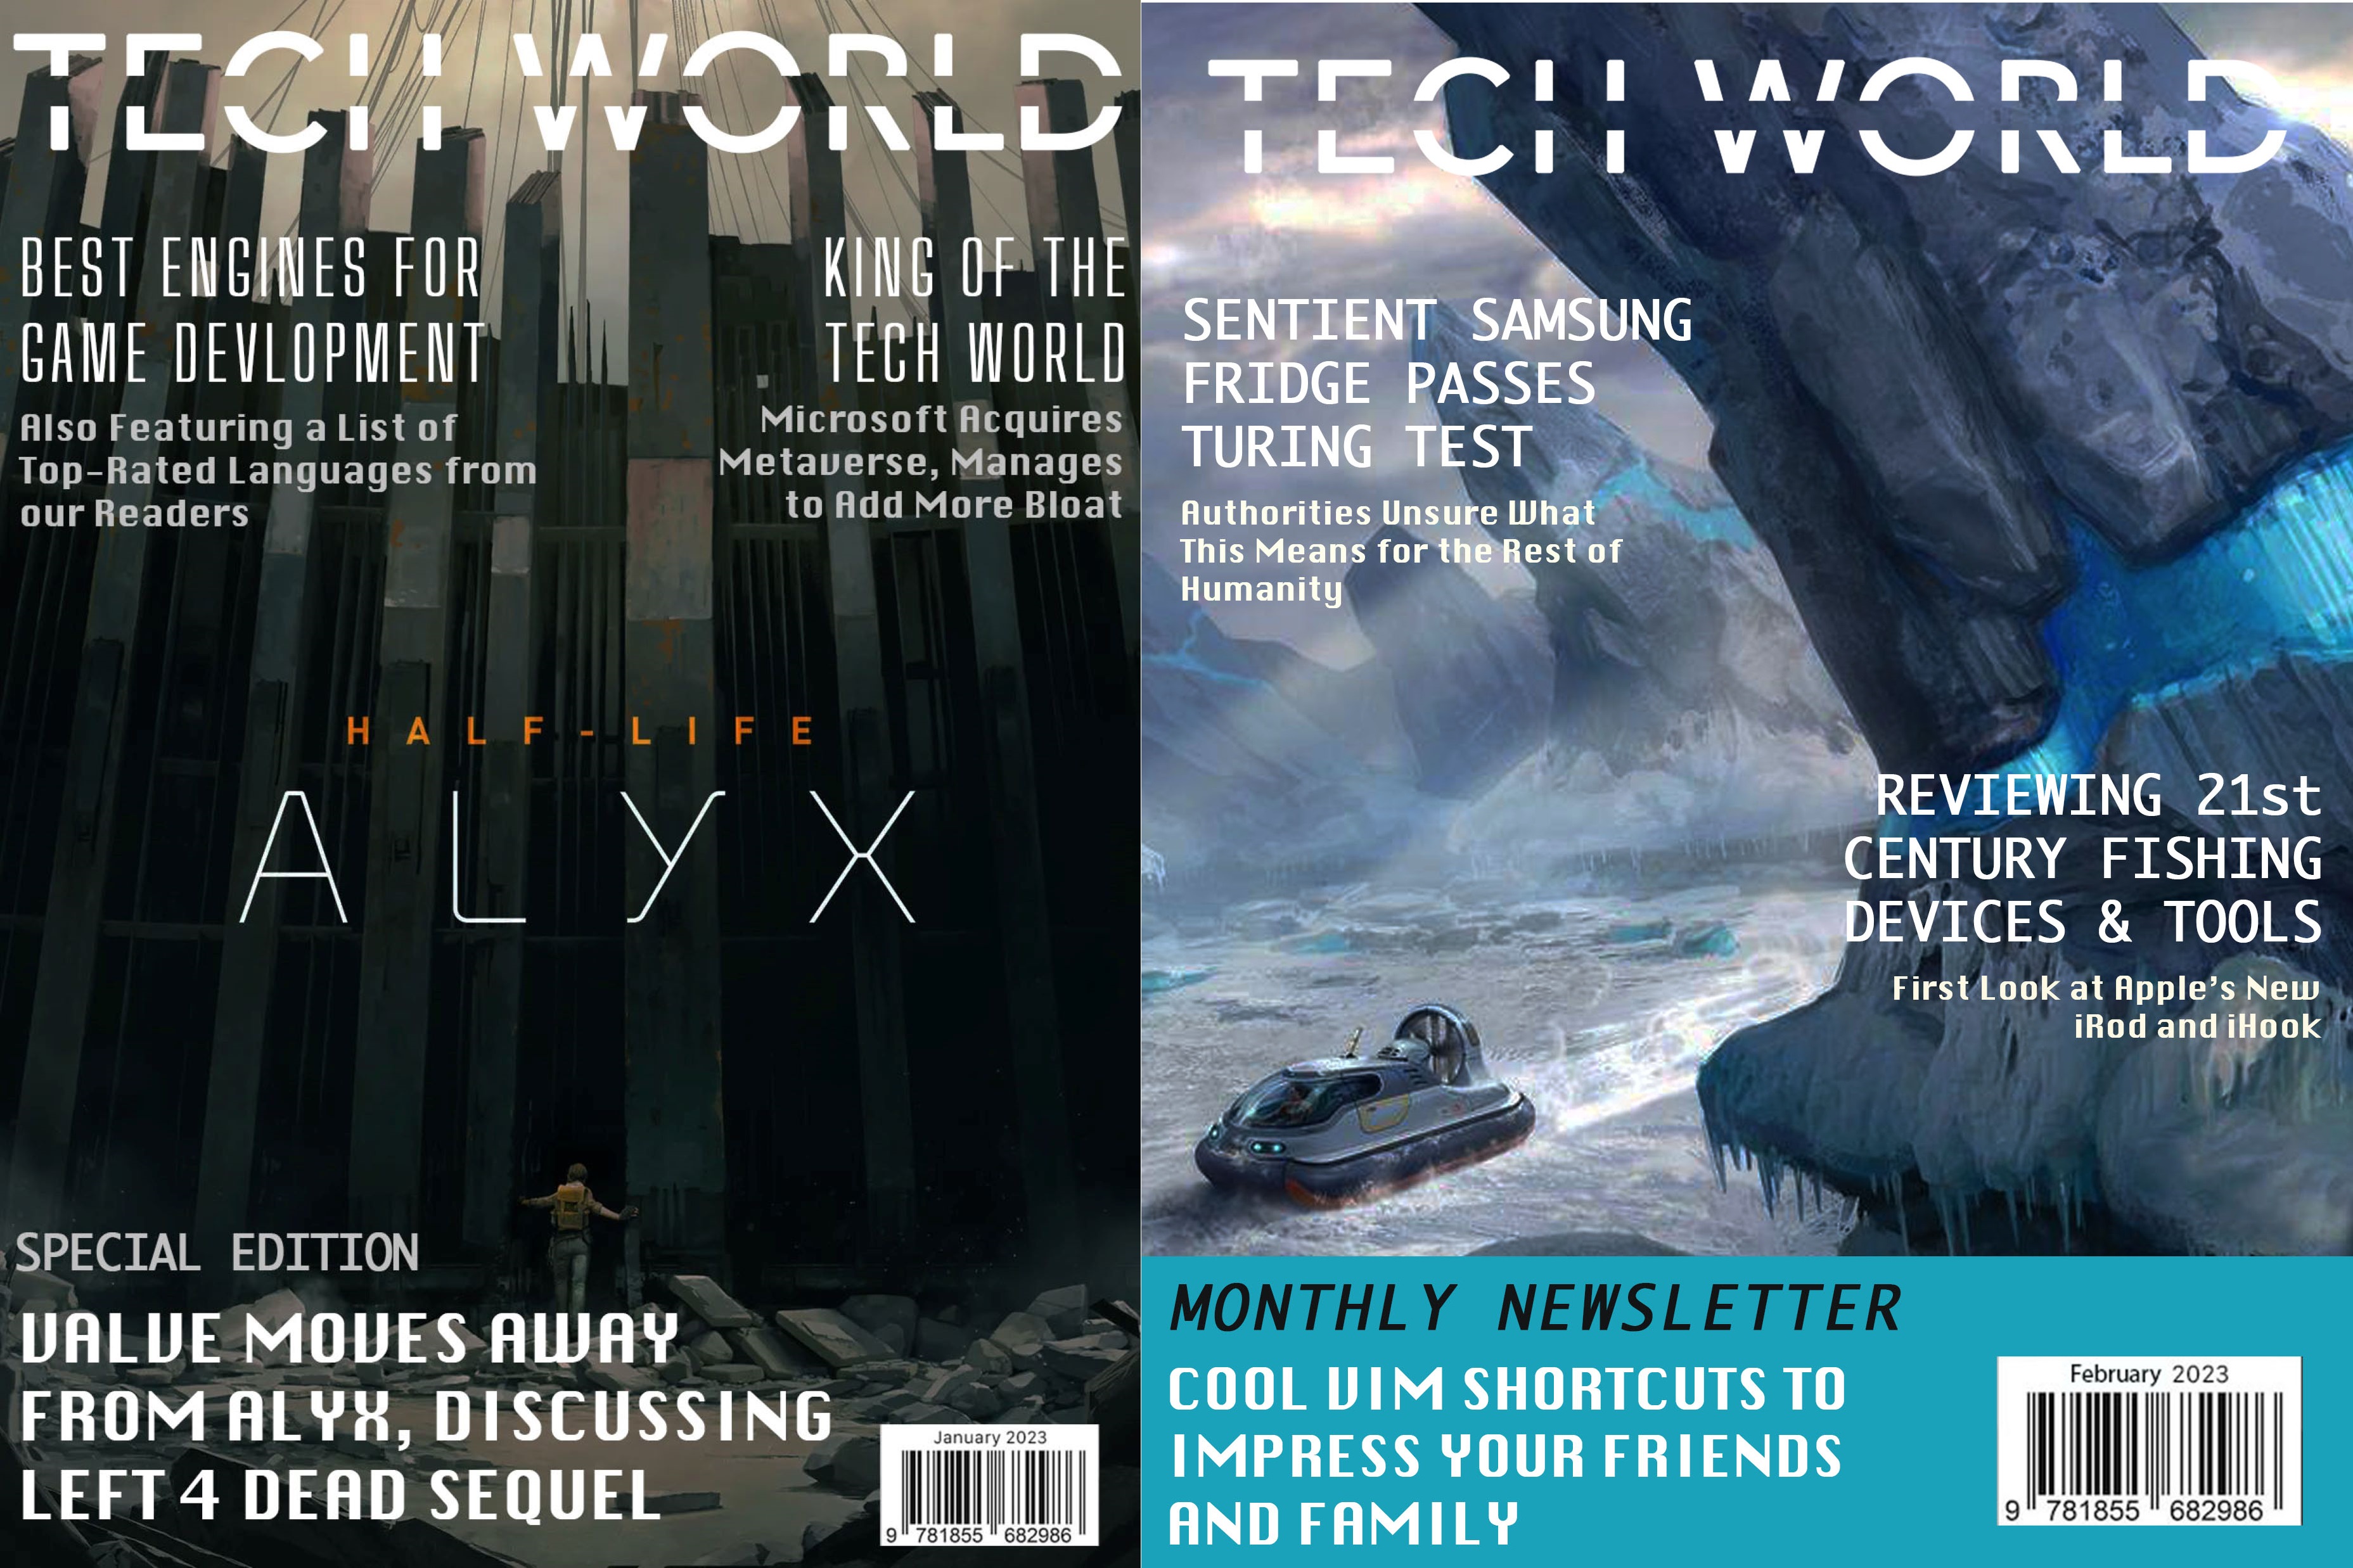 TECH WORLD
BEST ENGINES FOR
GAME DEVLOPMENT
Also Featuring a List of
Top-Rated Languages from
our Readers
KING OF THE
TECH WORLD
Microsoft Acquires
Metaverse, Manages
to Add More Bloat
HALF-LIFE
ALYX
SPECIAL EDITION
VALVE MOVES AWAY
FROM ALYX, DISCUSSING
LEFT 4 DEAD SEQUEL
January 2023
9 781855 682986
TECH WORLD
SENTIENT SAMSUNG
FRIDGE PASSES
TURING TEST
Authorities Unsure What
This Means for the Rest of
Humanity
REVIEWING 21st
CENTURY FISHING
DEVICES & TOOLS
First Look at Apple's New
iRod and iHook
MONTHLY NEWSLETTER
COOL VIM SHORTCUTS TO
IMPRESS YOUR FRIENDS
AND FAMILY
February 2023
9 781855 682986